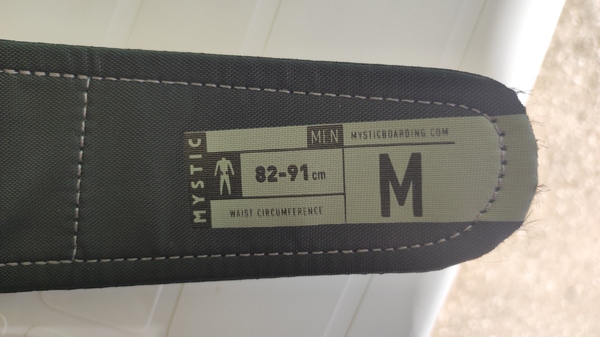 MYSTIC
MEN MYSTICBOARDING.COM
82-91 cm
WAIST CIRCUMFERENCE
M